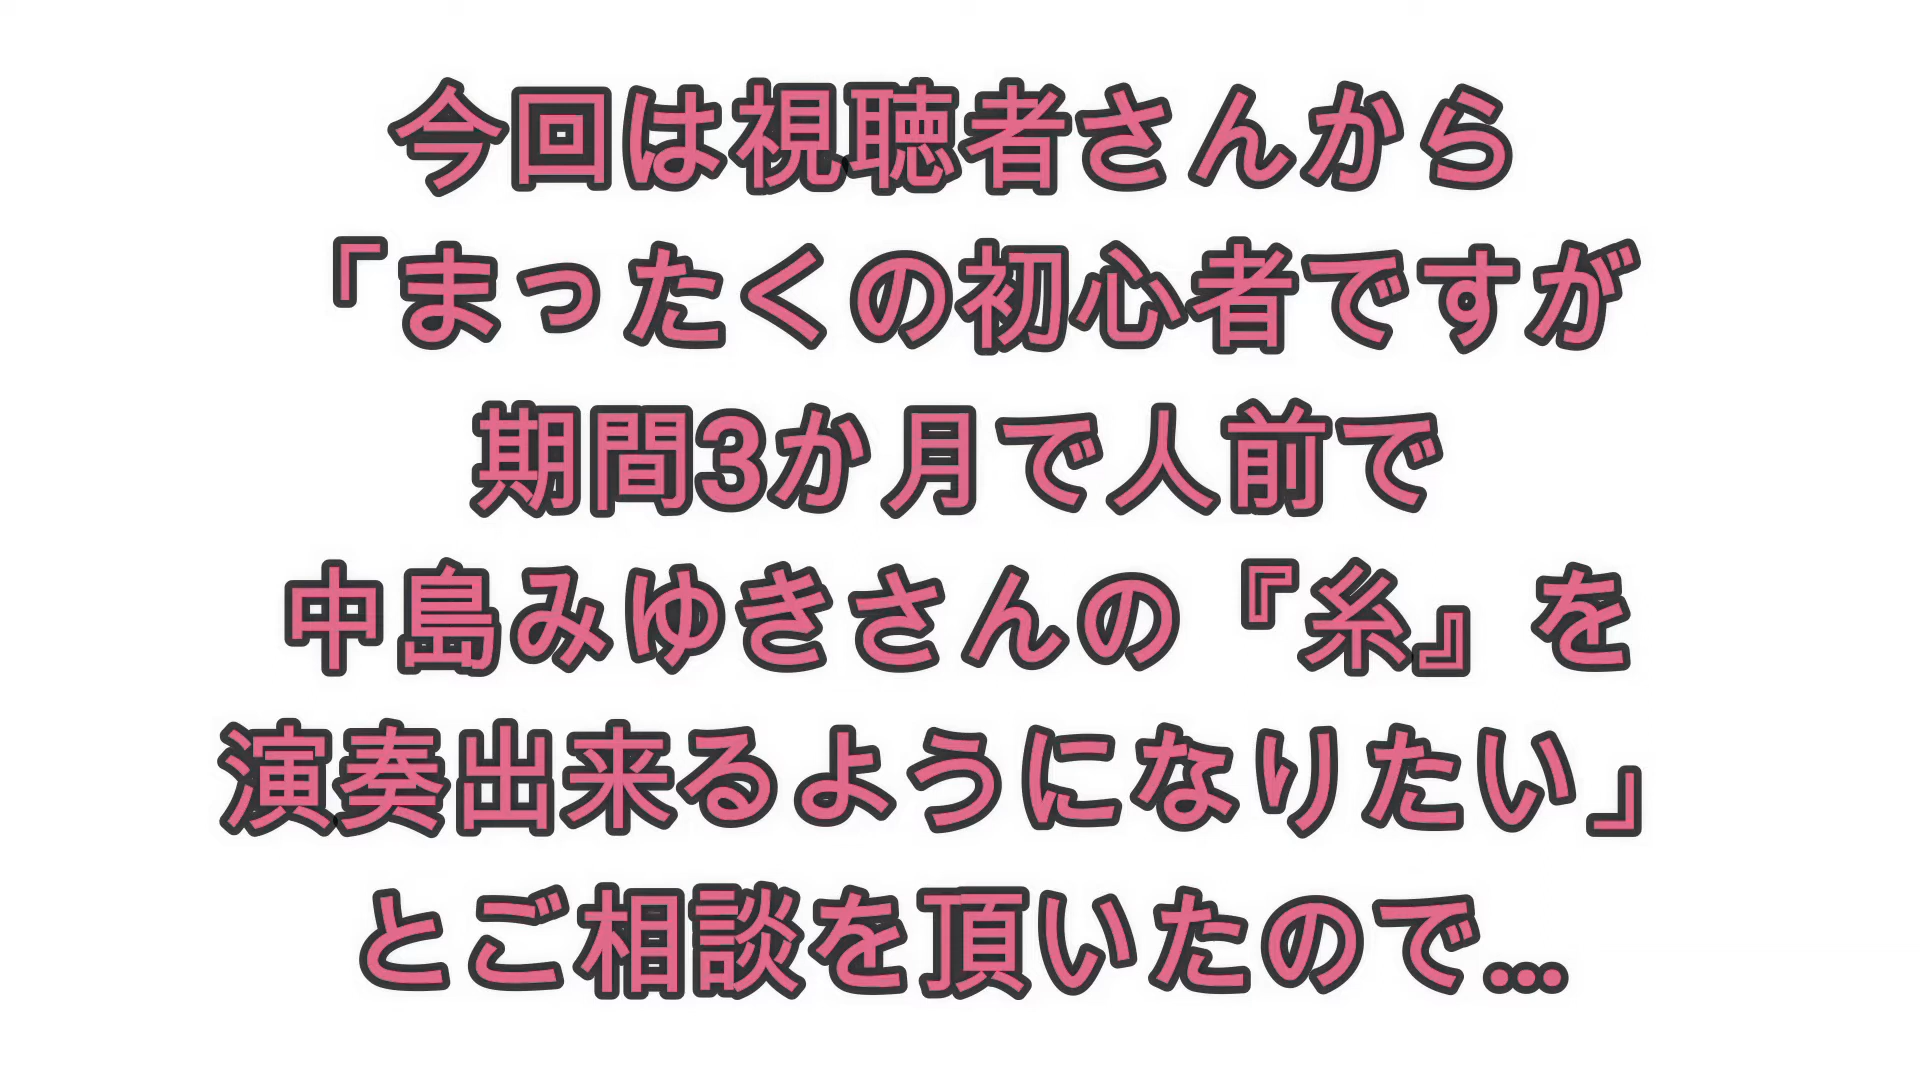 今回は視聴者さんから
「まったくの初心者ですが
期間3か月で人前で
中島みゆきさんの『糸』を
演奏出来るようになりたい」
とご相談を頂いたので...